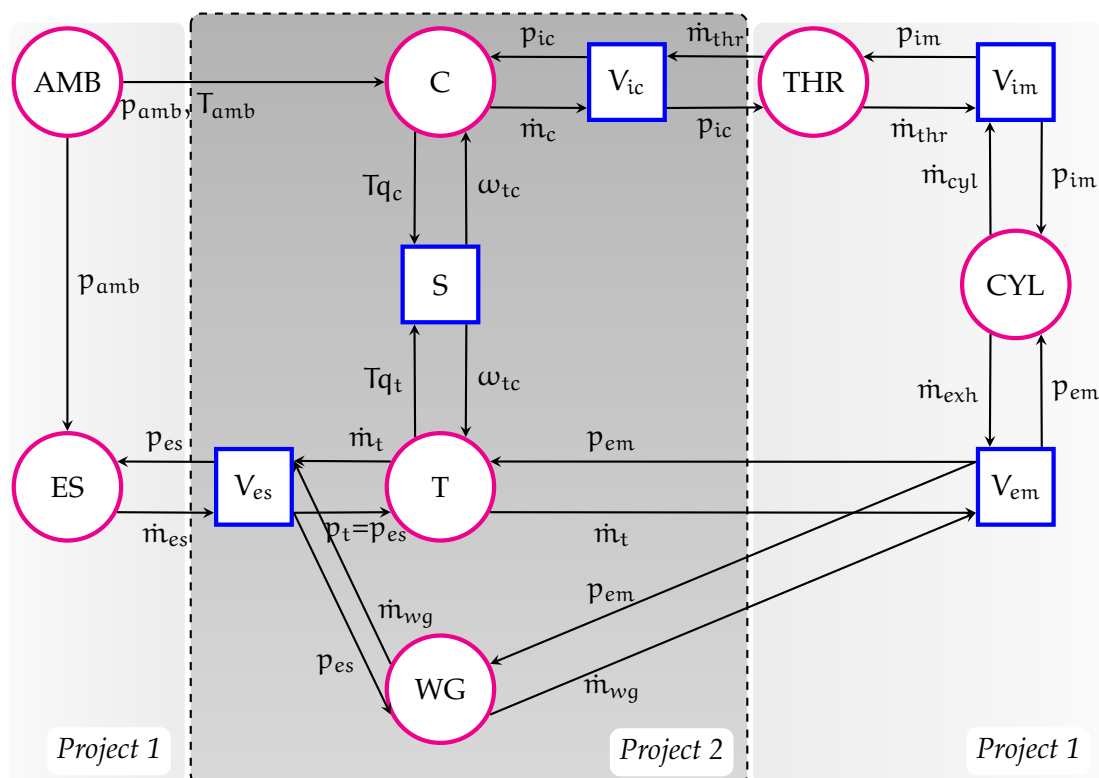 p_ic
ṁ_thr
p_im
AMB
C
V_ic
THR
V_im
p_amb, T_amb
ṁ_c
p_ic
ṁ_thr
Tq_c
ω_tc
ṁ_cyl
p_im
p_amb
S
CYL
Tq_t
ω_tc
ṁ_exh
p_em
p_es
ṁ_t
p_em
ES
V_es
T
V_em
ṁ_es
p_t=p_es
ṁ_t
ṁ_wg
p_em
p_es
WG
ṁ_wg
Project 1
Project 2
Project 1